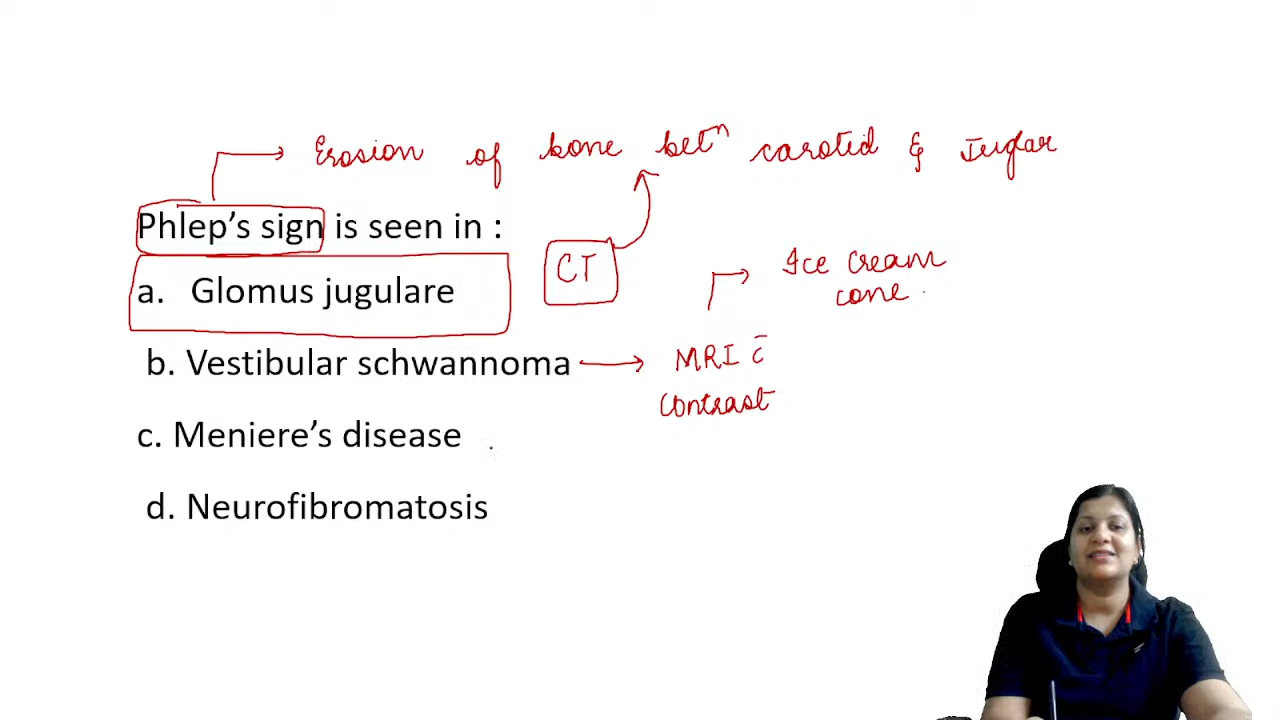 Erosion of bone betⁿ carotid & Juglar
Phlep’s sign is seen in :
CT
a. Glomus jugulare
Ice cream
cone
b. Vestibular schwannoma
MRI c̄
contrast
c. Meniere’s disease
d. Neurofibromatosis